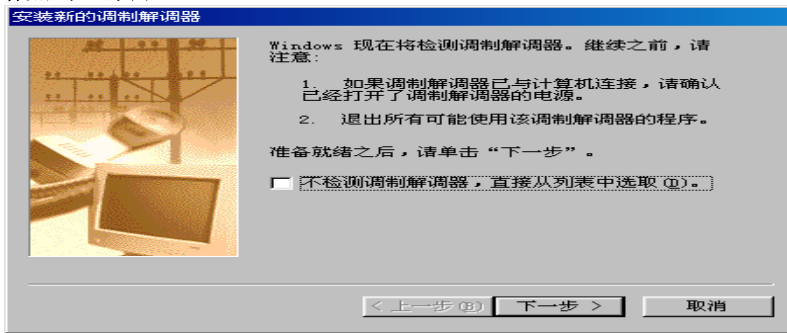 安装新的调制解调器
Windows 现在将检测调制解调器。继续之前，请
注意：
1. 如果调制解调器已与计算机连接，请确认
已经打开了调制解调器的电源。
2. 退出所有可能使用该调制解调器的程序。
准备就绪之后，请单击“下一步”。
不检测调制解调器，直接从列表中选取(D)。
< 上一步(B) 下一步 > 取消